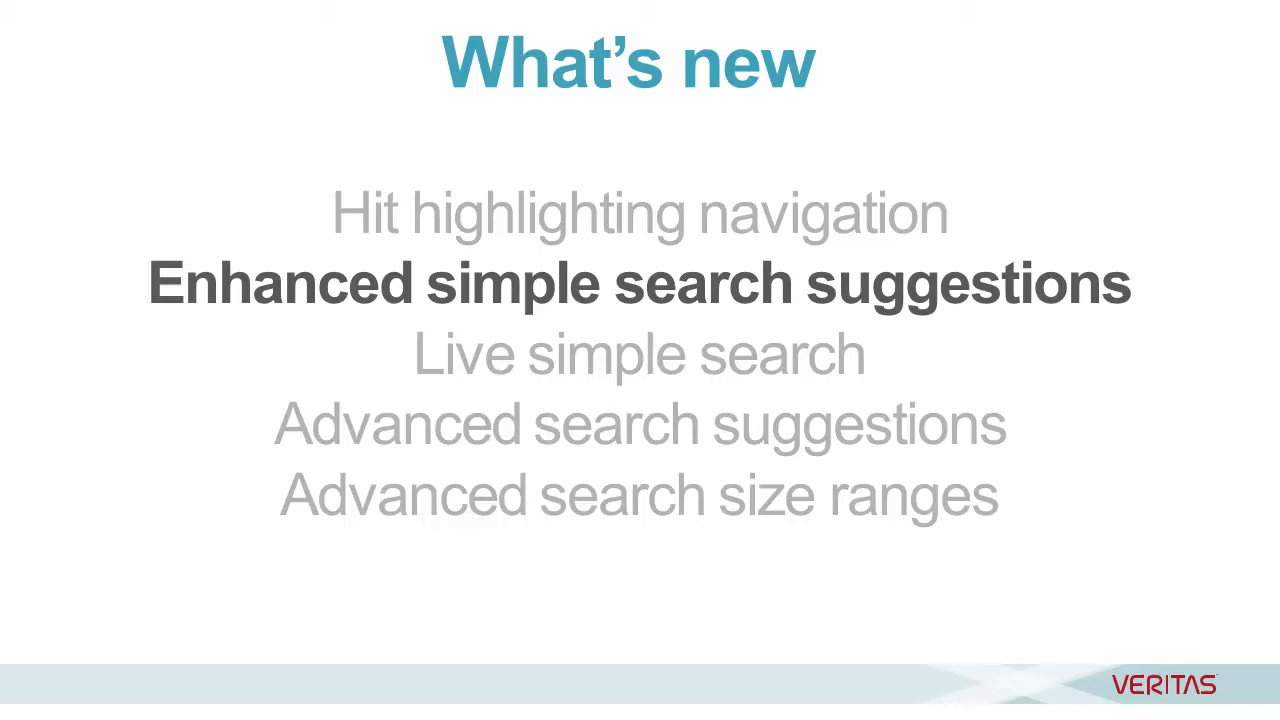 What’s new
Hit highlighting navigation
Enhanced simple search suggestions
Live simple search
Advanced search suggestions
Advanced search size ranges
VERITAS